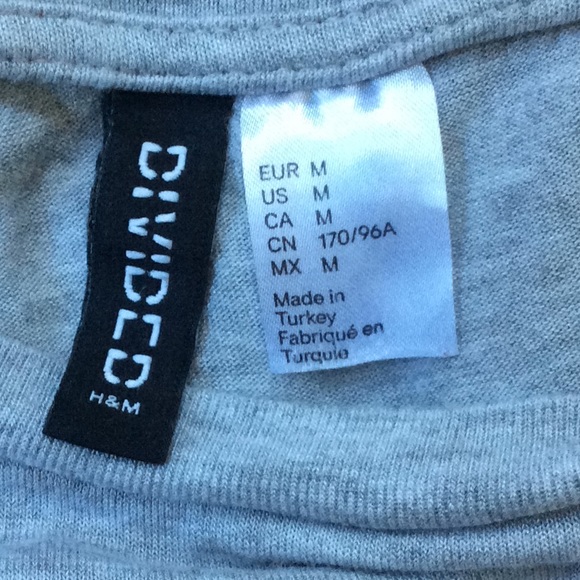 DIVIDED
H&M
EUR M
US M
CA M
CN 170/96A
MX M
Made in
Turkey
Fabriqué en
Turquie